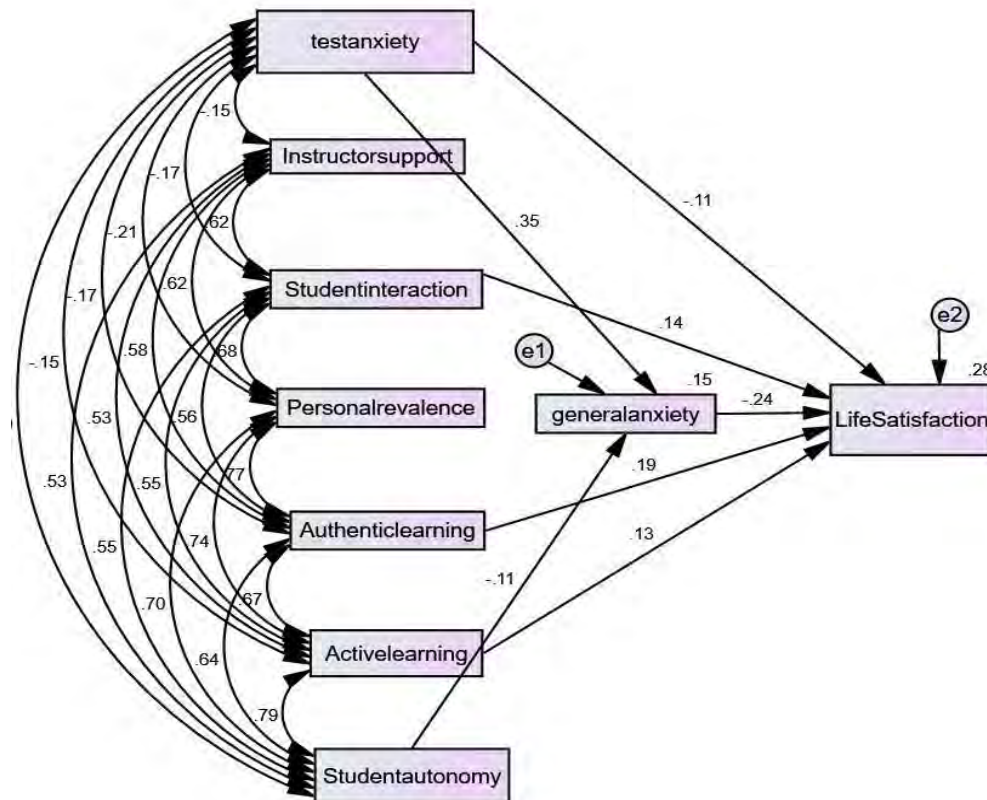 testanxiety
-.15
Instructorsupport
-.17
.62
.35
-.11
-.21
.62
Studentinteraction
-.17
.14
e2
.58
.68
e1
.28
-.15
.15
Personalrevalence
generalanxiety
-.24
LifeSatisfaction
.53
.56
.77
.19
.53
.55
Authenticlearning
.55
.74
.13
-.11
.70
.67
Activelearning
.64
.79
Studentautonomy